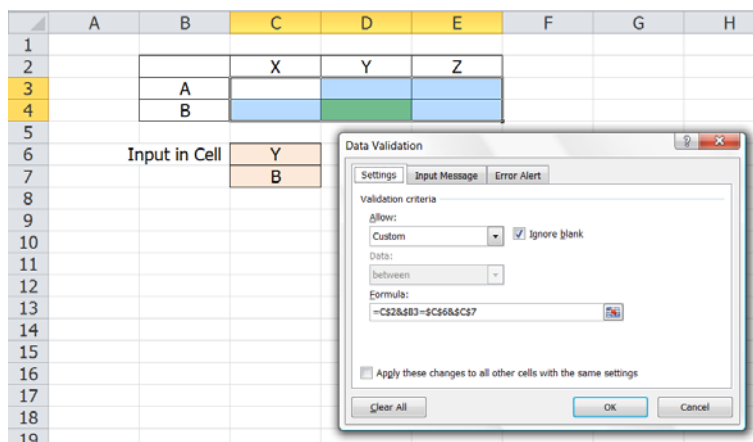 A B C D E F G H
1
2 X Y Z
3 A
4 B
5
6 Input in Cell Y
7 B
8
9
10
11
12
13
14
15
16
17
18
19
Data Validation
Settings Input Message Error Alert
Validation criteria
Allow:
Custom Ignore blank
Data:
between
Formula:
=C$2&$B3=$C$6&$C$7
Apply these changes to all other cells with the same settings
Clear All OK Cancel